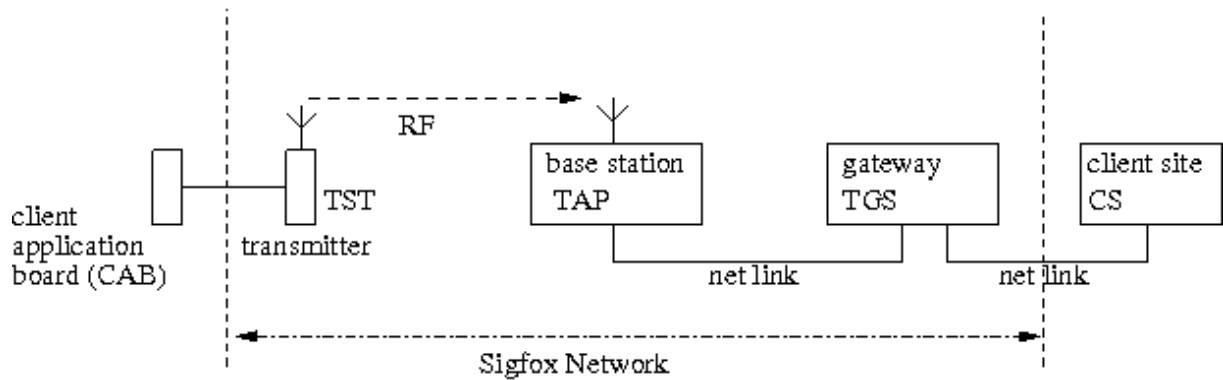 RF
base station
TAP
gateway
TGS
client site
CS
TST
transmitter
client
application
board (CAB)
net link
net link
Sigfox Network